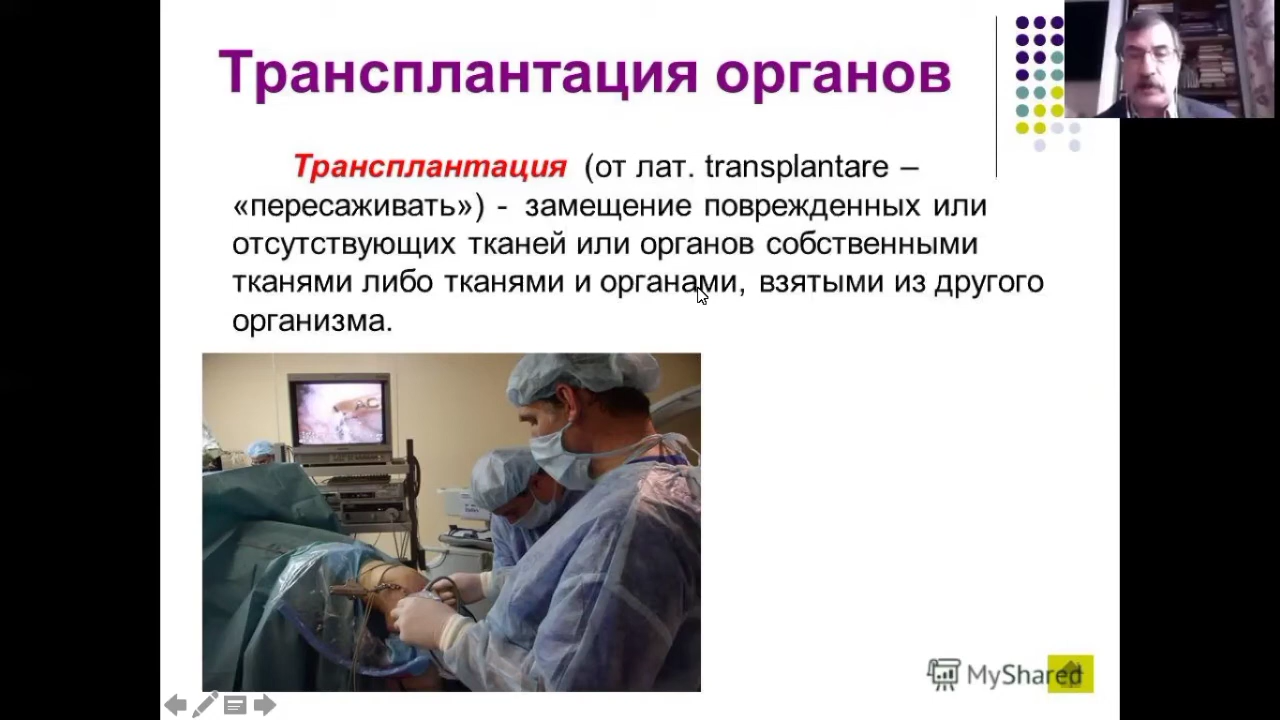 Трансплантация органов
Трансплантация (от лат. transplantare –
«пересаживать») - замещение поврежденных или
отсутствующих тканей или органов собственными
тканями либо тканями и органами, взятыми из другого
организма.
MyShared